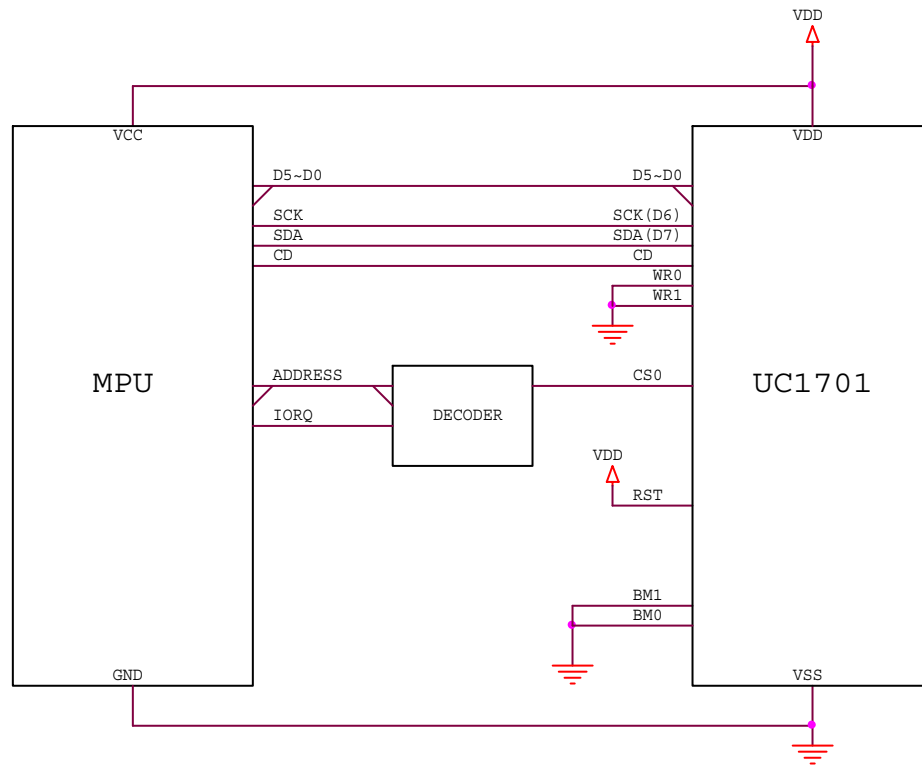 VDD
VCC VDD
D5~D0 D5~D0
SCK SCK(D6)
SDA SDA(D7)
CD CD
WR0
WR1
ADDRESS CS0
MPU UC1701
IORQ DECODER
VDD
RST
BM1
BM0
GND VSS